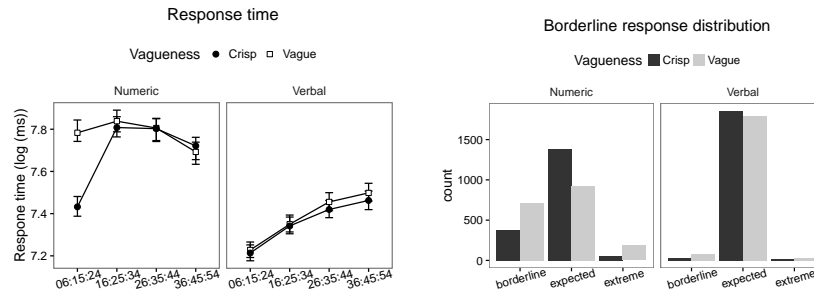 Response time
Vagueness Crisp Vague
Numeric Verbal
Respone time (log (ms))
7.8
7.6
7.4
7.2
06:15:24 16:25:34 26:35:44 36:45:54 06:15:24 16:25:34 26:35:44 36:45:54
Borderline response distribution
Vagueness Crisp Vague
Numeric Verbal
count
1500
1000
500
0
borderline expected extreme borderline expected extreme